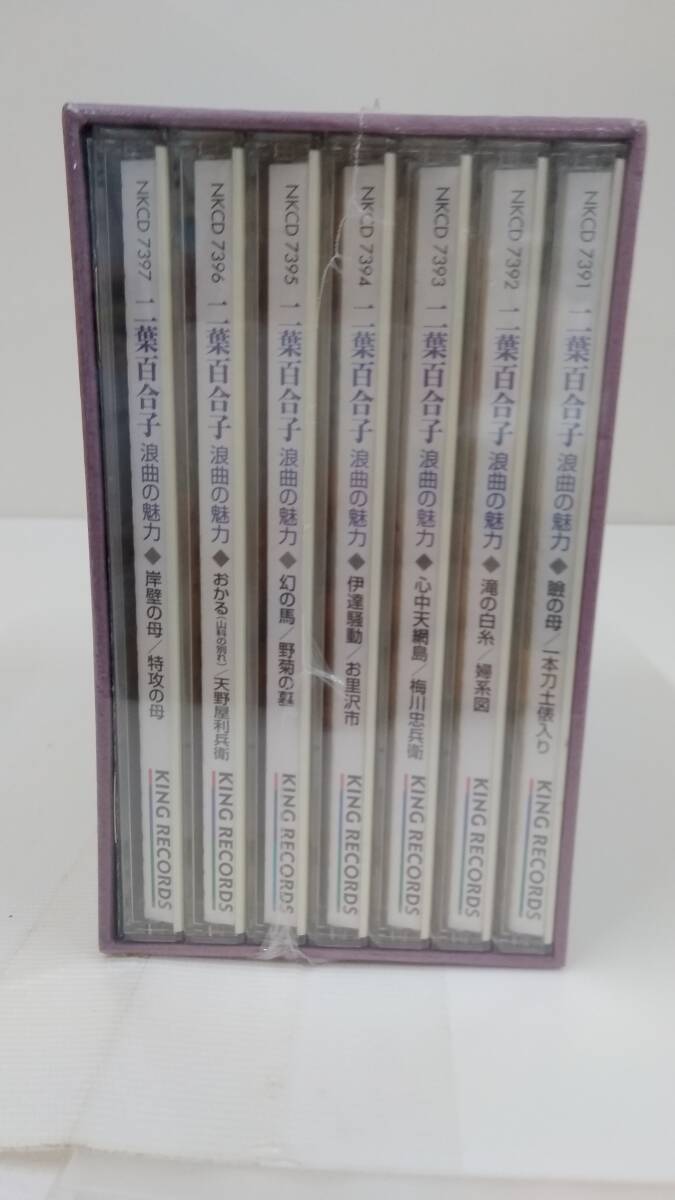 NKCD 7397 二葉百合子 浪曲の魅力◆岸壁の母/特攻の母 KING RECORDS
NKCD 7396 二葉百合子 浪曲の魅力◆おかる(山科の別れ)/天野屋利兵衛 KING RECORDS
NKCD 7395 二葉百合子 浪曲の魅力◆幻の馬/野菊の墓 KING RECORDS
NKCD 7394 二葉百合子 浪曲の魅力◆伊達騒動/お里沢市 KING RECORDS
NKCD 7393 二葉百合子 浪曲の魅力◆心中天網島/梅川忠兵衛 KING RECORDS
NKCD 7392 二葉百合子 浪曲の魅力◆滝の白糸/婦系図 KING RECORDS
NKCD 7391 二葉百合子 浪曲の魅力◆瞼の母/一本刀土俵入り KING RECORDS